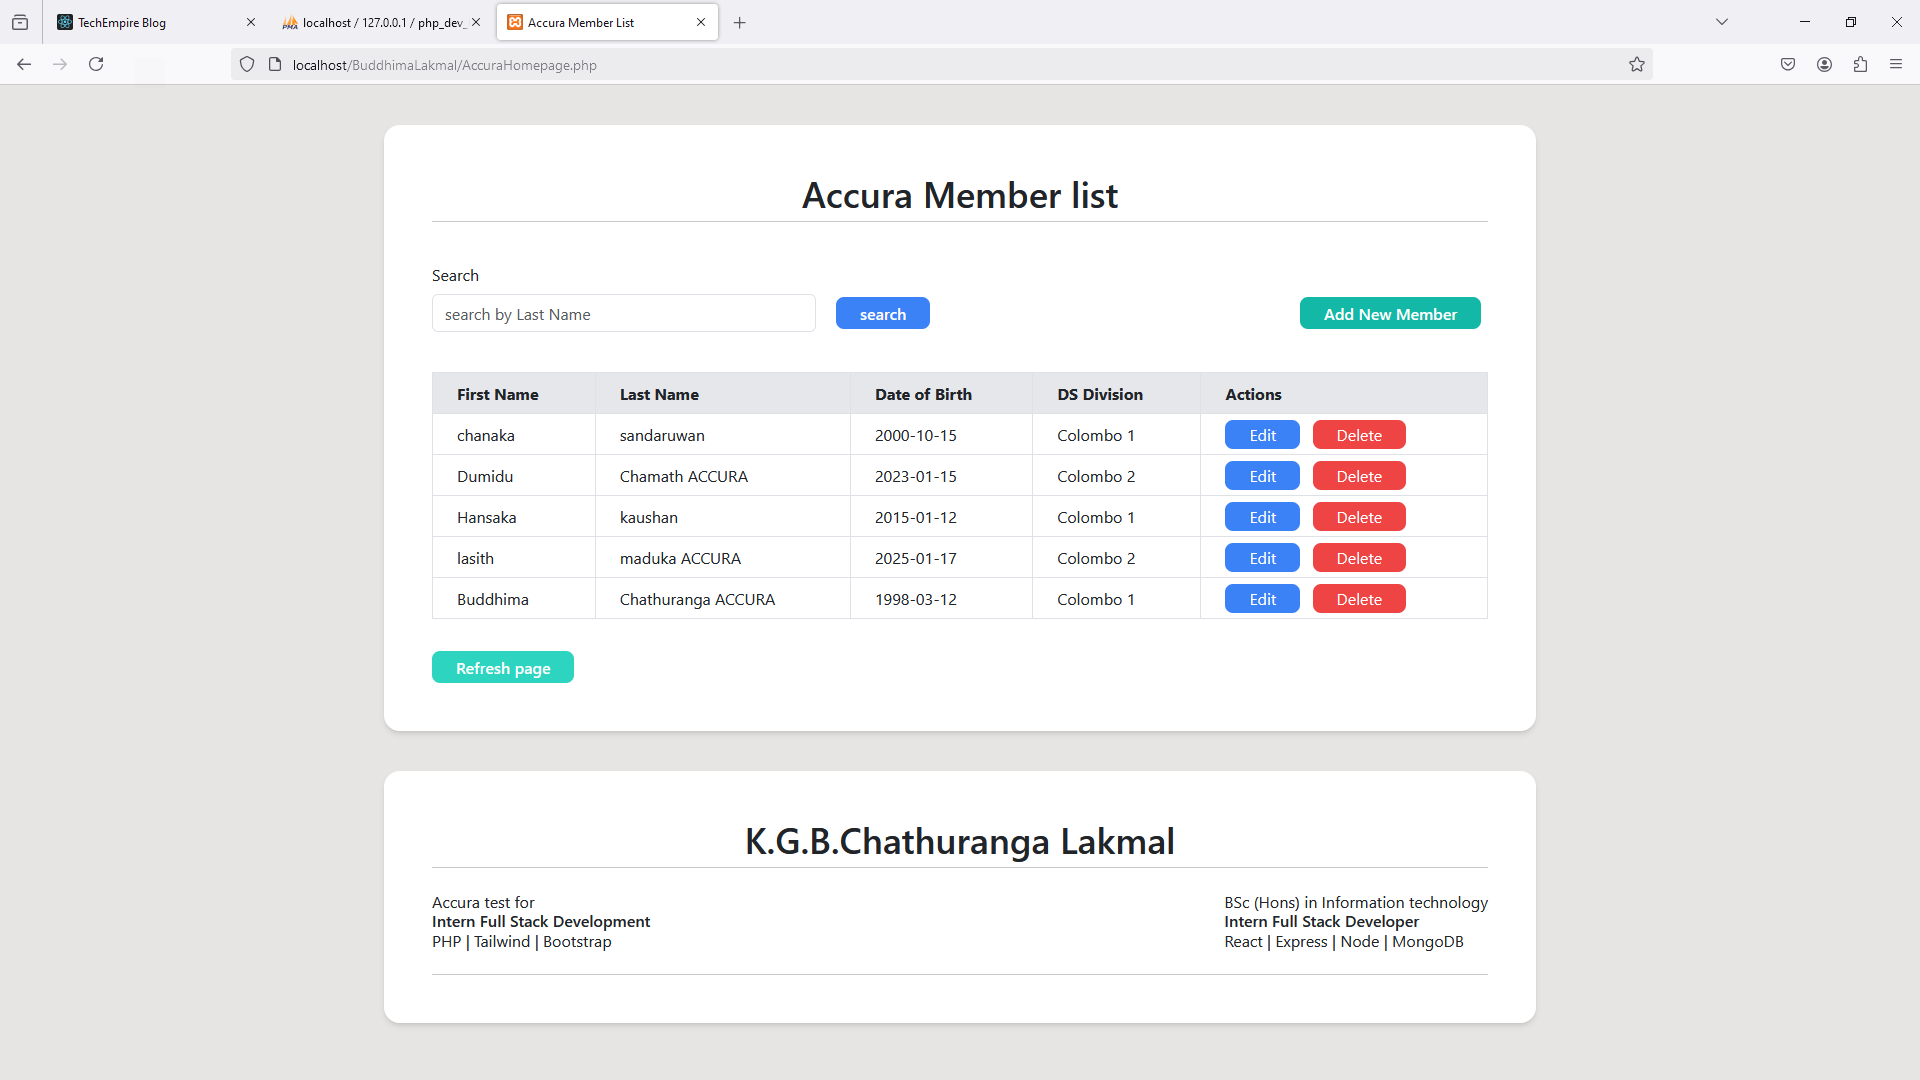 TechEmpire Blog
localhost / 127.0.0.1 / php_dev_
Accura Member List
localhost/BuddhimaLakmal/AccuraHomepage.php
Accura Member list
Search
search by Last Name
search
Add New Member
First Name Last Name Date of Birth DS Division Actions
chanaka sandaruwan 2000-10-15 Colombo 1 Edit Delete
Dumidu Chamath ACCURA 2023-01-15 Colombo 2 Edit Delete
Hansaka kaushan 2015-01-12 Colombo 1 Edit Delete
lasith maduka ACCURA 2025-01-17 Colombo 2 Edit Delete
Buddhima Chathuranga ACCURA 1998-03-12 Colombo 1 Edit Delete
Refresh page
K.G.B.Chathuranga Lakmal
Accura test for
Intern Full Stack Development
PHP | Tailwind | Bootstrap
BSc (Hons) in Information technology
Intern Full Stack Developer
React | Express | Node | MongoDB